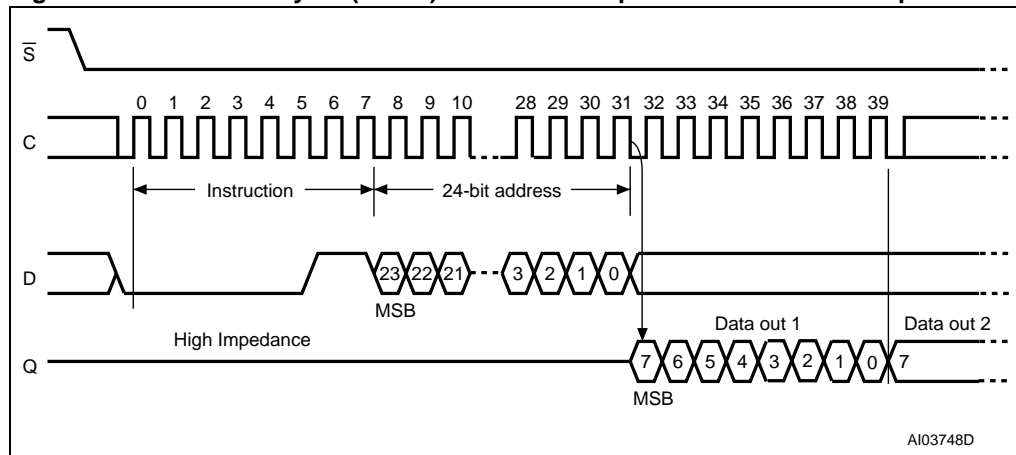 S
0 1 2 3 4 5 6 7 8 9 10 28 29 30 31 32 33 34 35 36 37 38 39
C
Instruction 24-bit address
D
23 22 21 3 2 1 0
MSB
High Impedance
Data out 1 Data out 2
Q
7 6 5 4 3 2 1 0 7
MSB
AI03748D